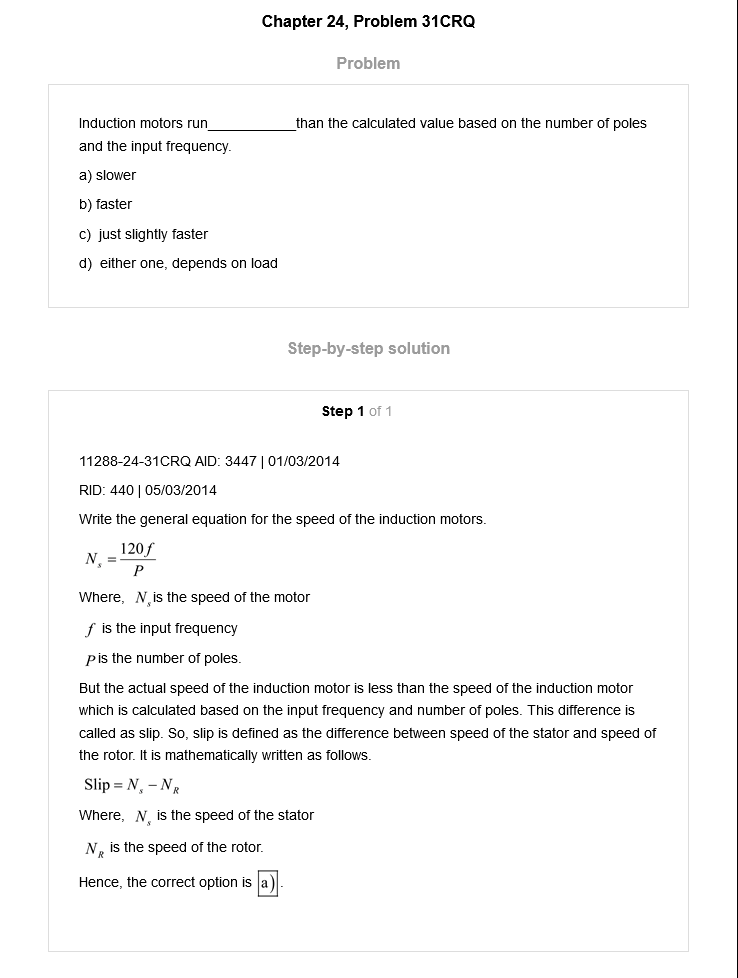 Chapter 24, Problem 31CRQ
Problem
Induction motors run____________than the calculated value based on the number of poles
and the input frequency.
a) slower
b) faster
c) just slightly faster
d) either one, depends on load
Step-by-step solution
Step 1 of 1
11288-24-31CRQ AID: 3447 | 01/03/2014
RID: 440 | 05/03/2014
Write the general equation for the speed of the induction motors.
N_s = 120f / P
Where, N_s is the speed of the motor
f is the input frequency
P is the number of poles.
But the actual speed of the induction motor is less than the speed of the induction motor
which is calculated based on the input frequency and number of poles. This difference is
called as slip. So, slip is defined as the difference between speed of the stator and speed of
the rotor. It is mathematically written as follows.
Slip = N_s − N_R
Where, N_s is the speed of the stator
N_R is the speed of the rotor.
Hence, the correct option is a).